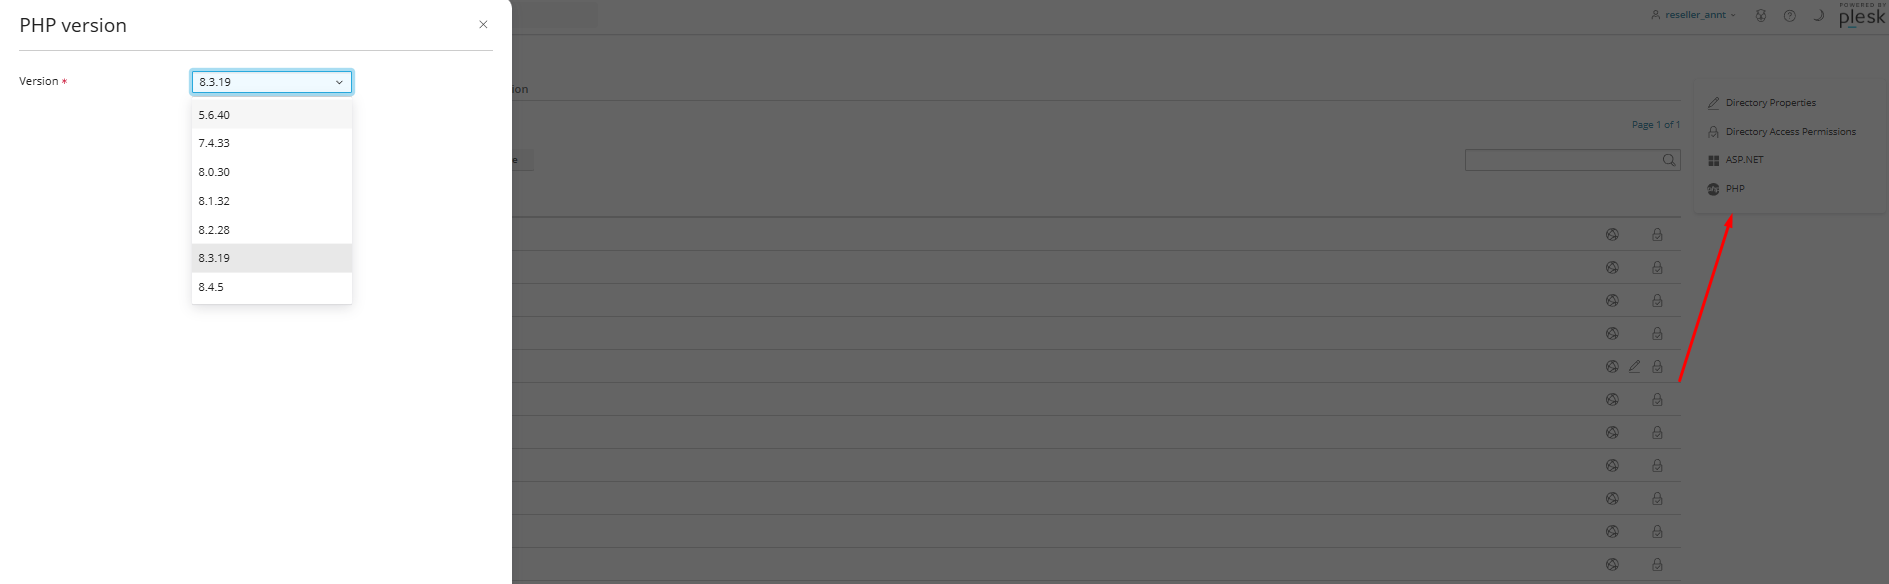 PHP version
Version *
8.3.19
5.6.40
7.4.33
8.0.30
8.1.32
8.2.28
8.3.19
8.4.5
reseller_annt
POWERED BY
plesk
ion
Page 1 of 1
e
Directory Properties
Directory Access Permissions
ASP.NET
php PHP